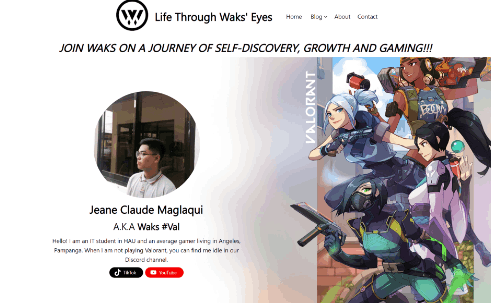 Life Through Waks' Eyes
Home Blog About Contact
JOIN WAKS ON A JOURNEY OF SELF-DISCOVERY, GROWTH AND GAMING!!!
VALORANT
Jeane Claude Maglaqui
A.K.A Waks #Val
Hello! I am an IT student in HAU and an average gamer living in Angeles,
Pampanga. When I am not playing Valorant, you can find me idle in our
Discord channel.
TikTok YouTube